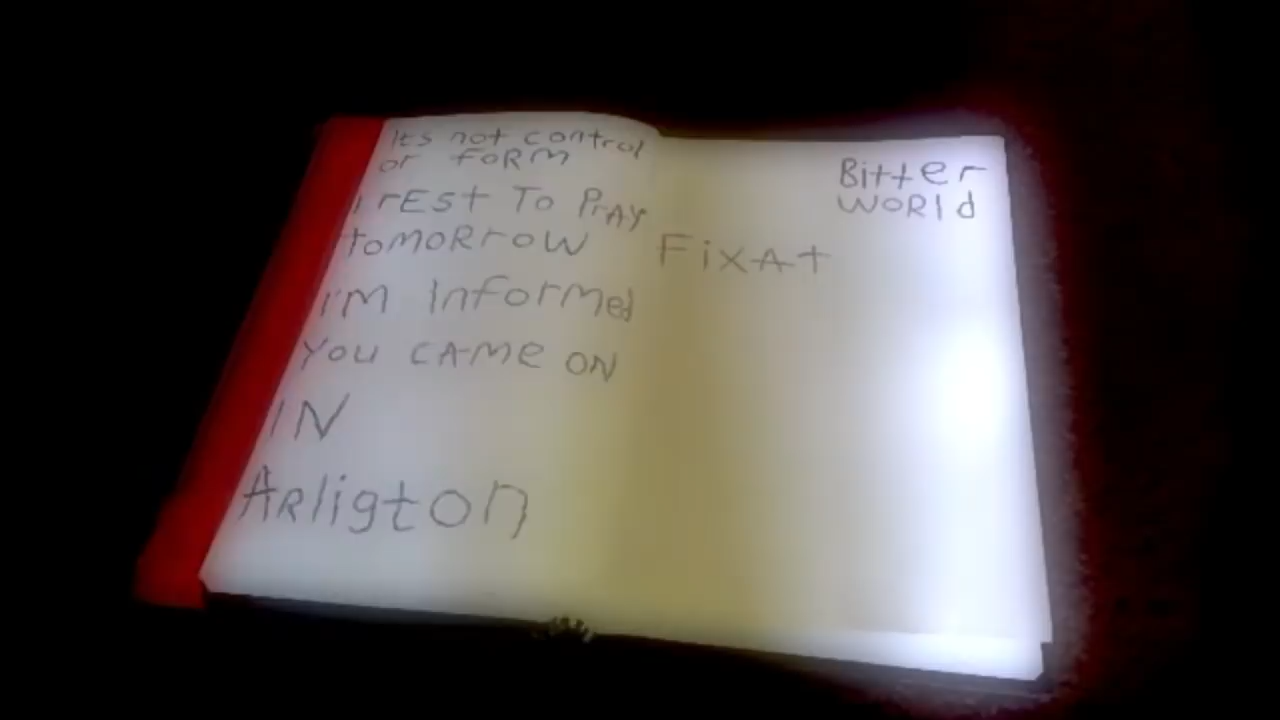 Its not control
or FoRM
I rESt To PrAY
toMoRroW
I'M InformEd
You CAME ON
IN
ARligton
Bitter
WORld
FixAt